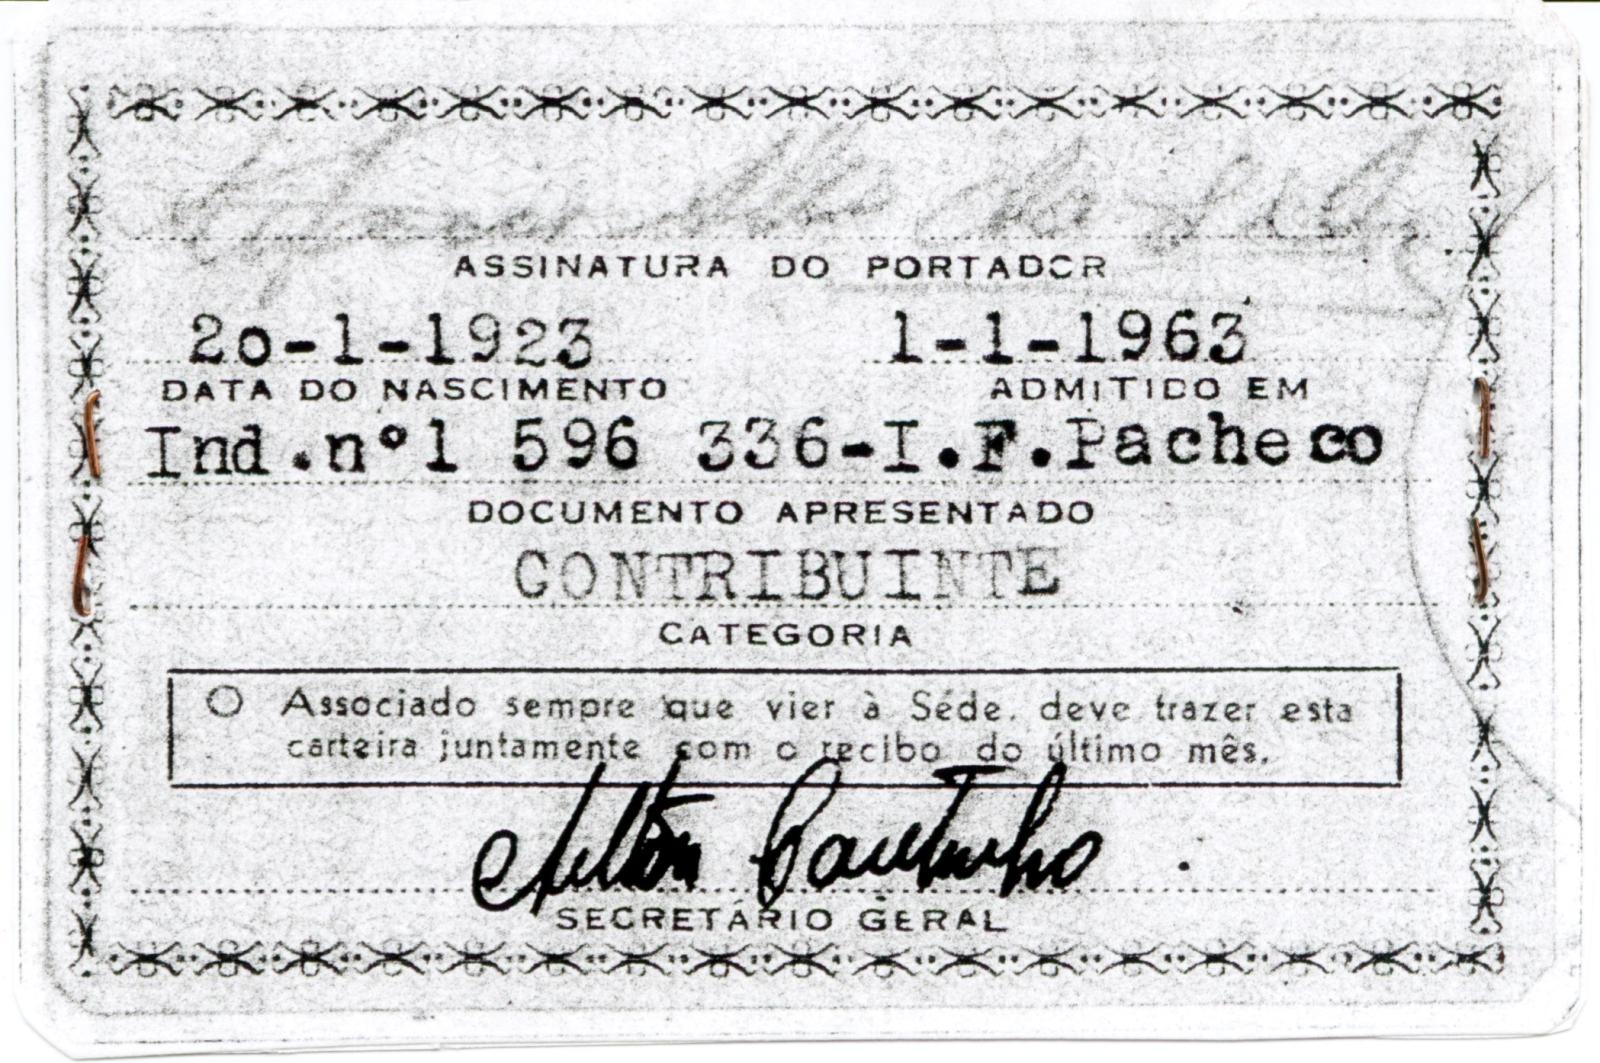 ASSINATURA DO PORTADOR
20-1-1923 1-1-1963
DATA DO NASCIMENTO ADMITIDO EM
Ind.nº1 596 336-I.F.Pacheco
DOCUMENTO APRESENTADO
CONTRIBUINTE
CATEGORIA
O Associado sempre que vier à Séde. deve trazer esta
carteira juntamente com o recibo do último mês.
SECRETÁRIO GERAL